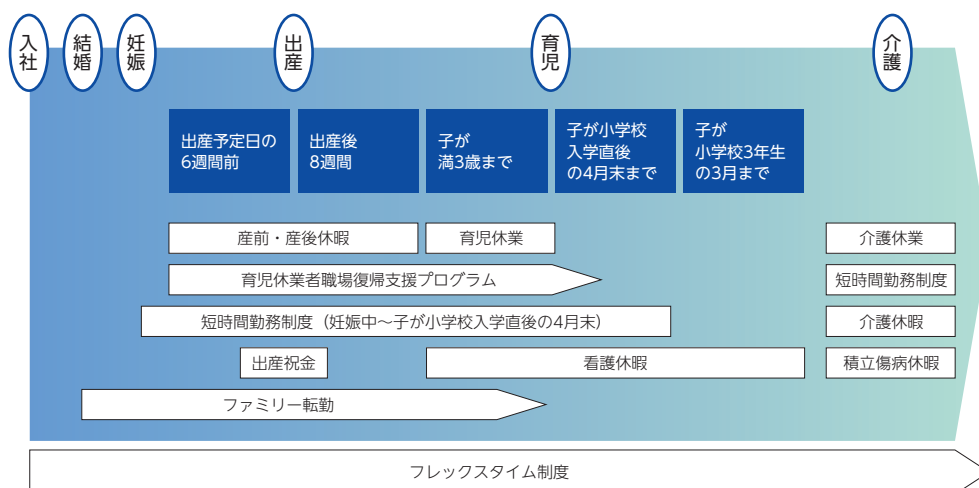 入社
結婚
妊娠
出産
育児
介護
出産予定日の
6週間前
出産後
8週間
子が
満3歳まで
子が小学校
入学直後
の4月末まで
子が
小学校3年生
の3月まで
産前・産後休暇
育児休業
介護休業
育児休業者職場復帰支援プログラム
短時間勤務制度
短時間勤務制度（妊娠中～子が小学校入学直後の4月末）
介護休暇
出産祝金
看護休暇
積立傷病休暇
ファミリー転勤
フレックスタイム制度